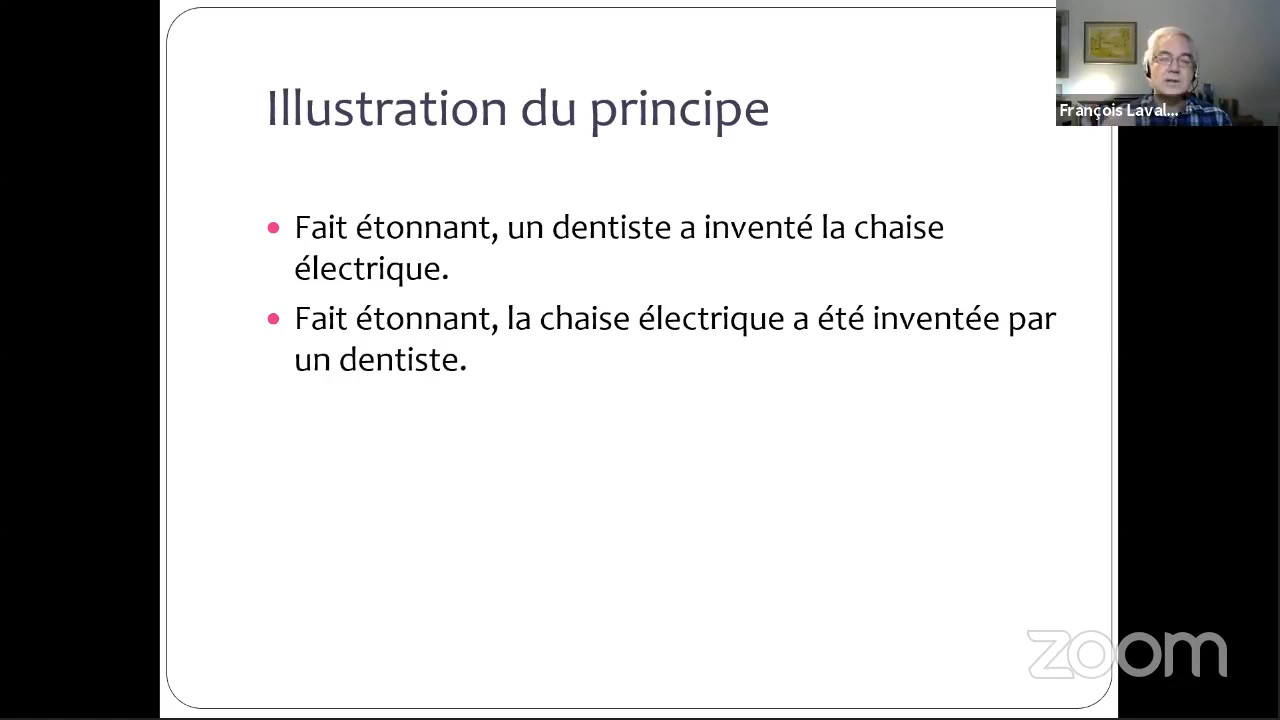 Illustration du principe
François Laval...
Fait étonnant, un dentiste a inventé la chaise
électrique.
Fait étonnant, la chaise électrique a été inventée par
un dentiste.
zoom